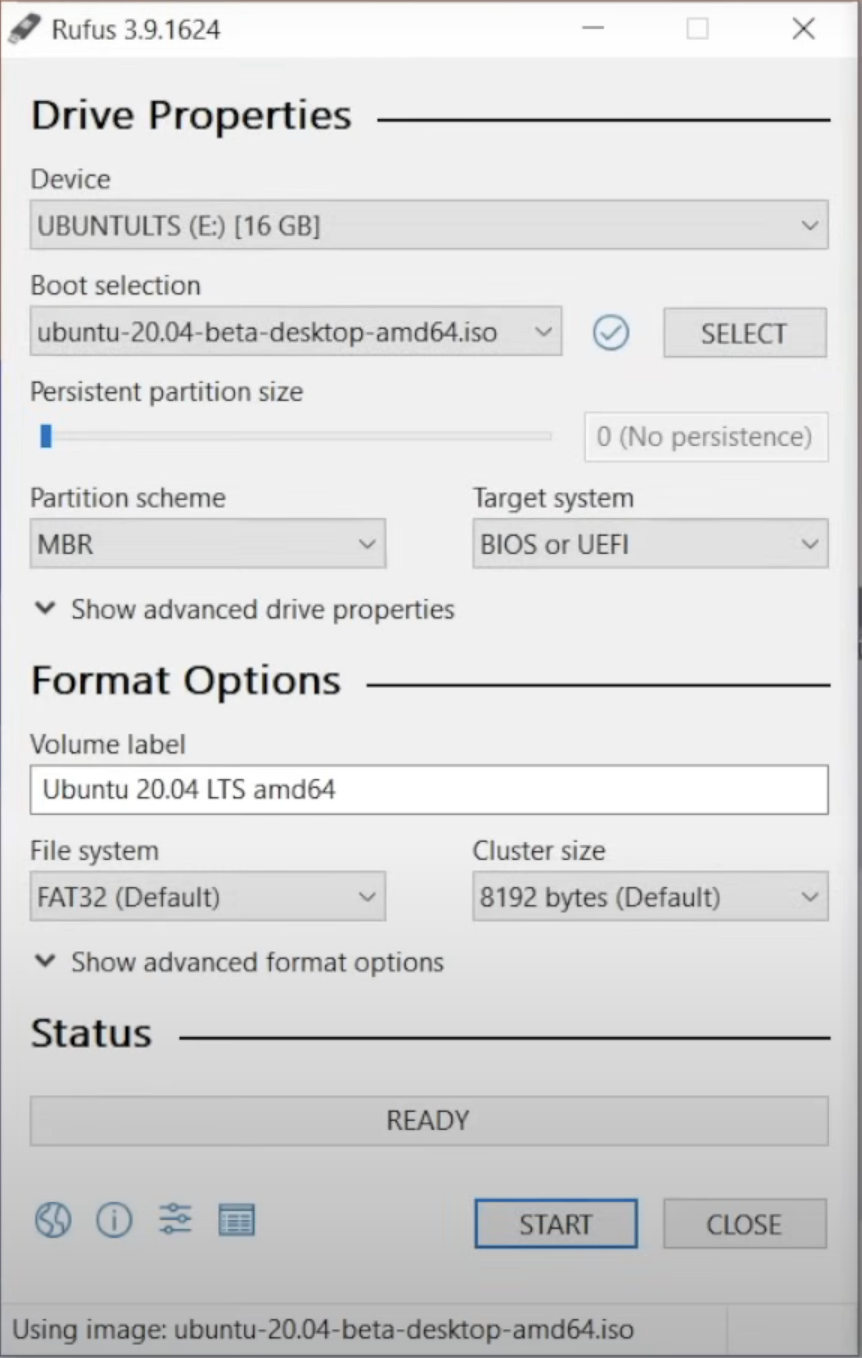 Rufus 3.9.1624
Drive Properties
Device
UBUNTULTS (E:) [16 GB]
Boot selection
ubuntu-20.04-beta-desktop-amd64.iso
SELECT
Persistent partition size
0 (No persistence)
Partition scheme
Target system
MBR
BIOS or UEFI
Show advanced drive properties
Format Options
Volume label
Ubuntu 20.04 LTS amd64
File system
Cluster size
FAT32 (Default)
8192 bytes (Default)
Show advanced format options
Status
READY
START
CLOSE
Using image: ubuntu-20.04-beta-desktop-amd64.iso